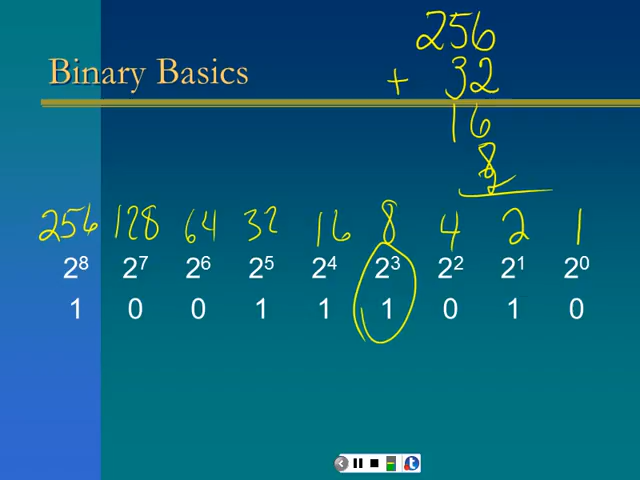 256
Binary Basics
+ 32
16
8
2
256 128 64 32 16 8 4 2 1
2⁸ 2⁷ 2⁶ 2⁵ 2⁴ 2³ 2² 2¹ 2⁰
1 0 0 1 1 1 0 1 0